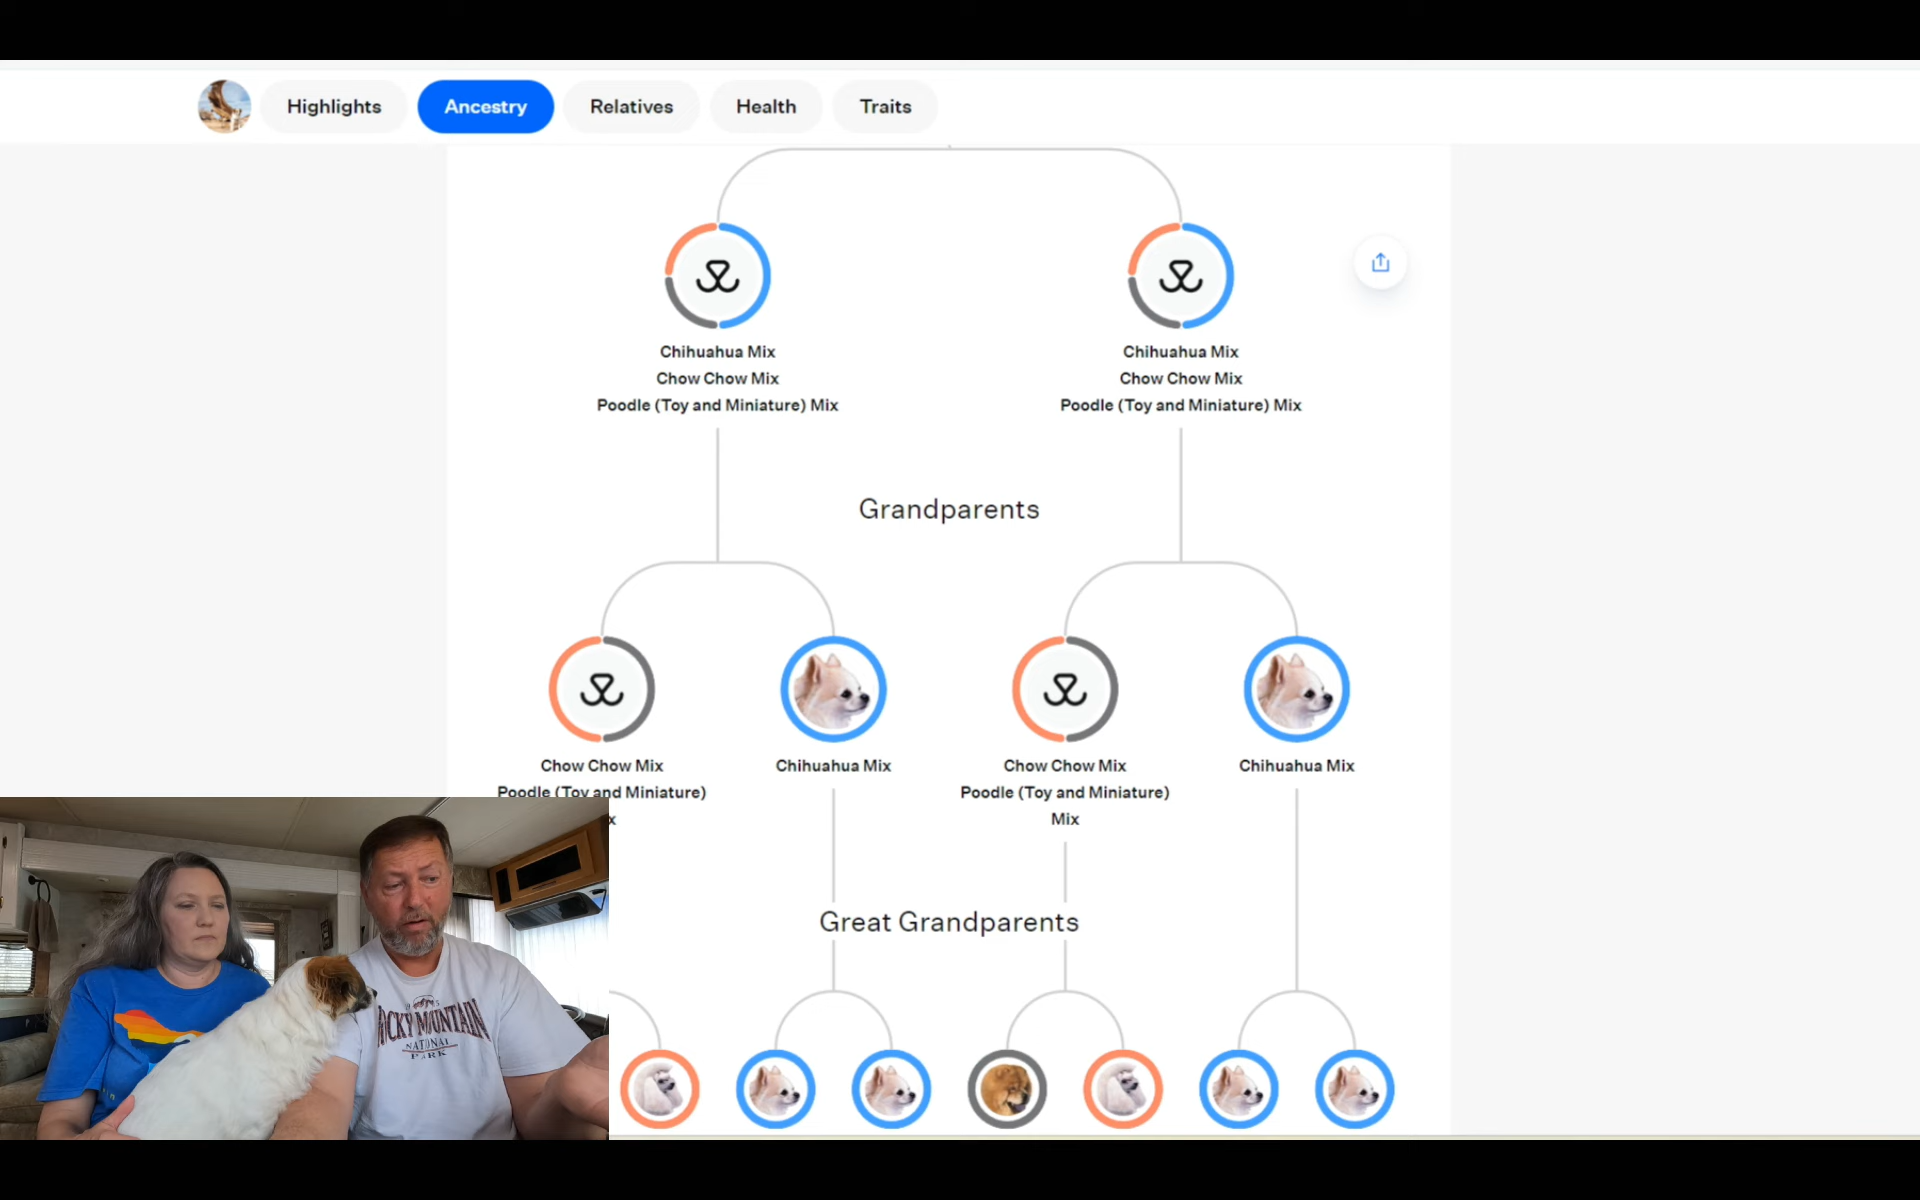 Highlights
Ancestry
Relatives
Health
Traits
Chihuahua Mix
Chow Chow Mix
Poodle (Toy and Miniature) Mix
Chihuahua Mix
Chow Chow Mix
Poodle (Toy and Miniature) Mix
Grandparents
Chow Chow Mix
Poodle (Toy and Miniature)
x
Chihuahua Mix
Chow Chow Mix
Poodle (Toy and Miniature)
Mix
Chihuahua Mix
Great Grandparents
ROCKY MOUNTAIN
NATIONAL
PARK